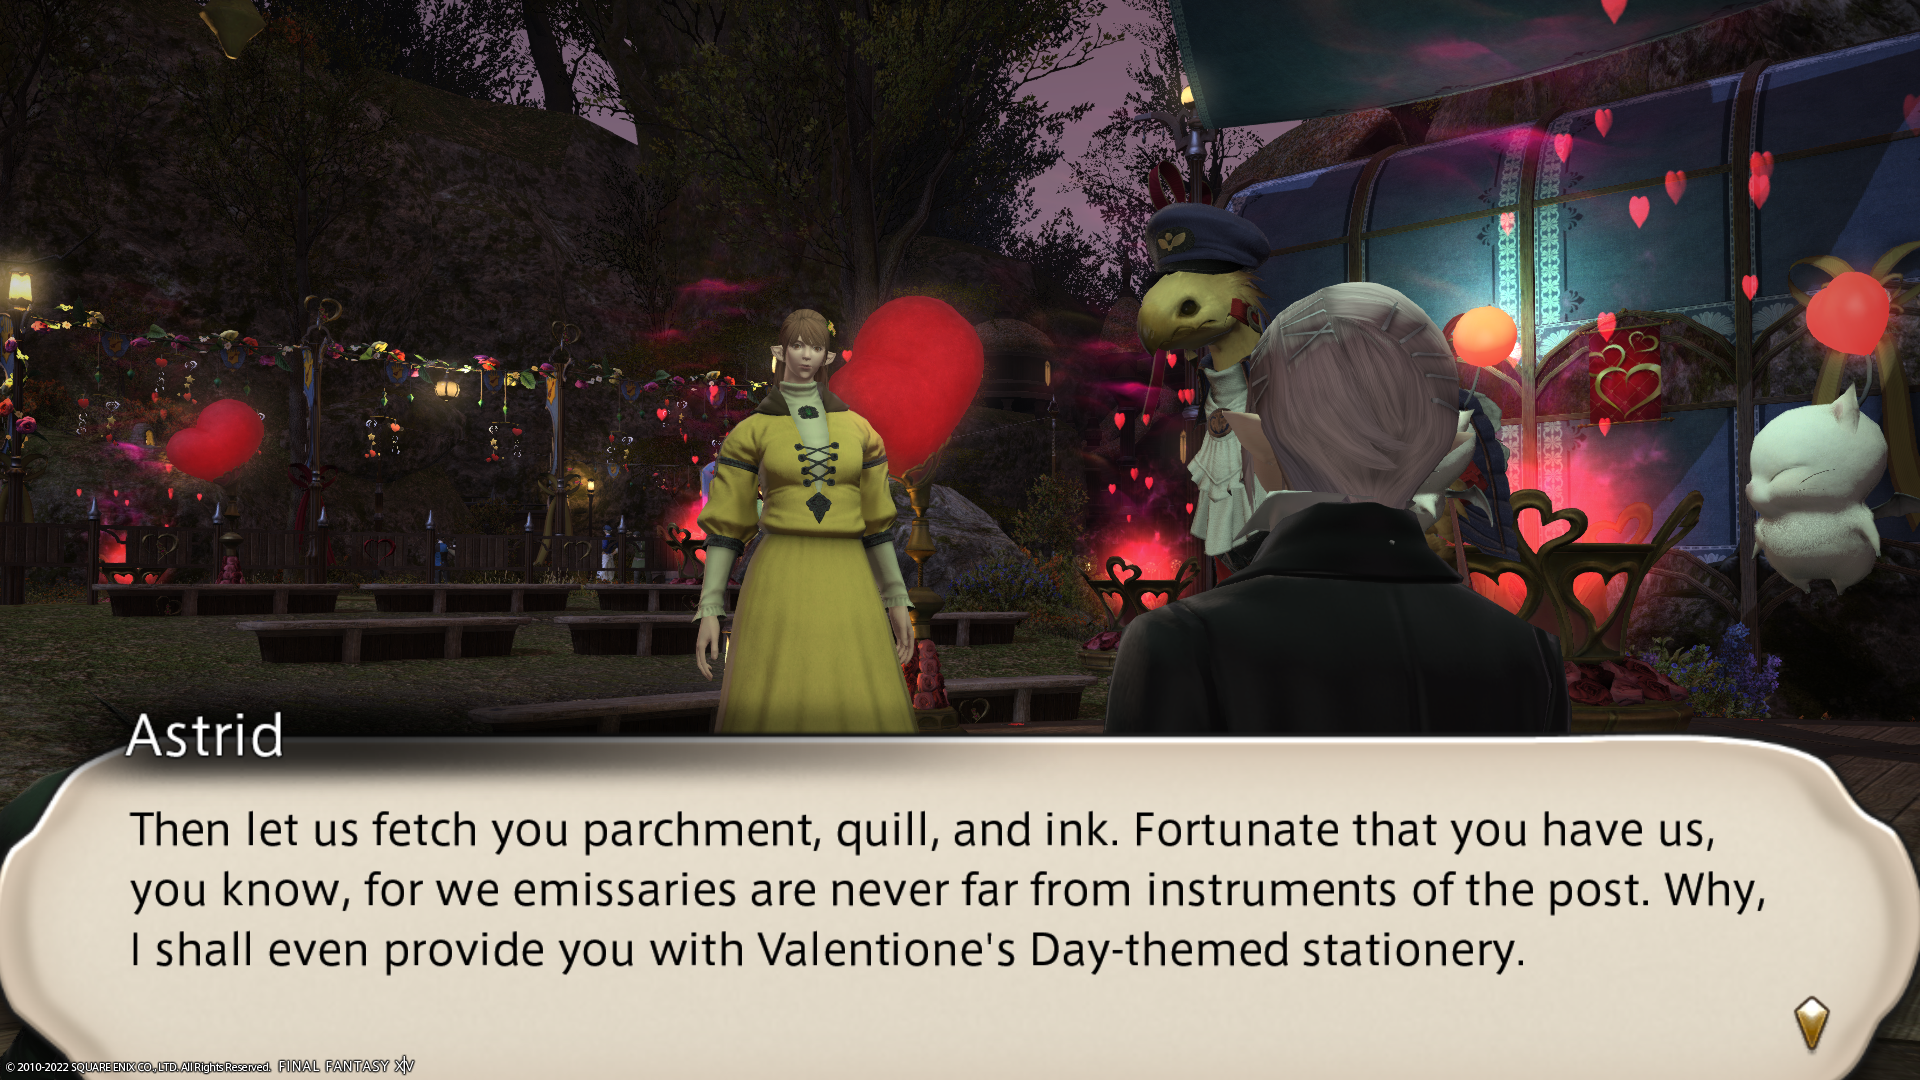 Astrid
Then let us fetch you parchment, quill, and ink. Fortunate that you have us,
you know, for we emissaries are never far from instruments of the post. Why,
I shall even provide you with Valentione's Day-themed stationery.
© 2010-2022 SQUARE ENIX CO., LTD. All Rights Reserved. FINAL FANTASY XIV